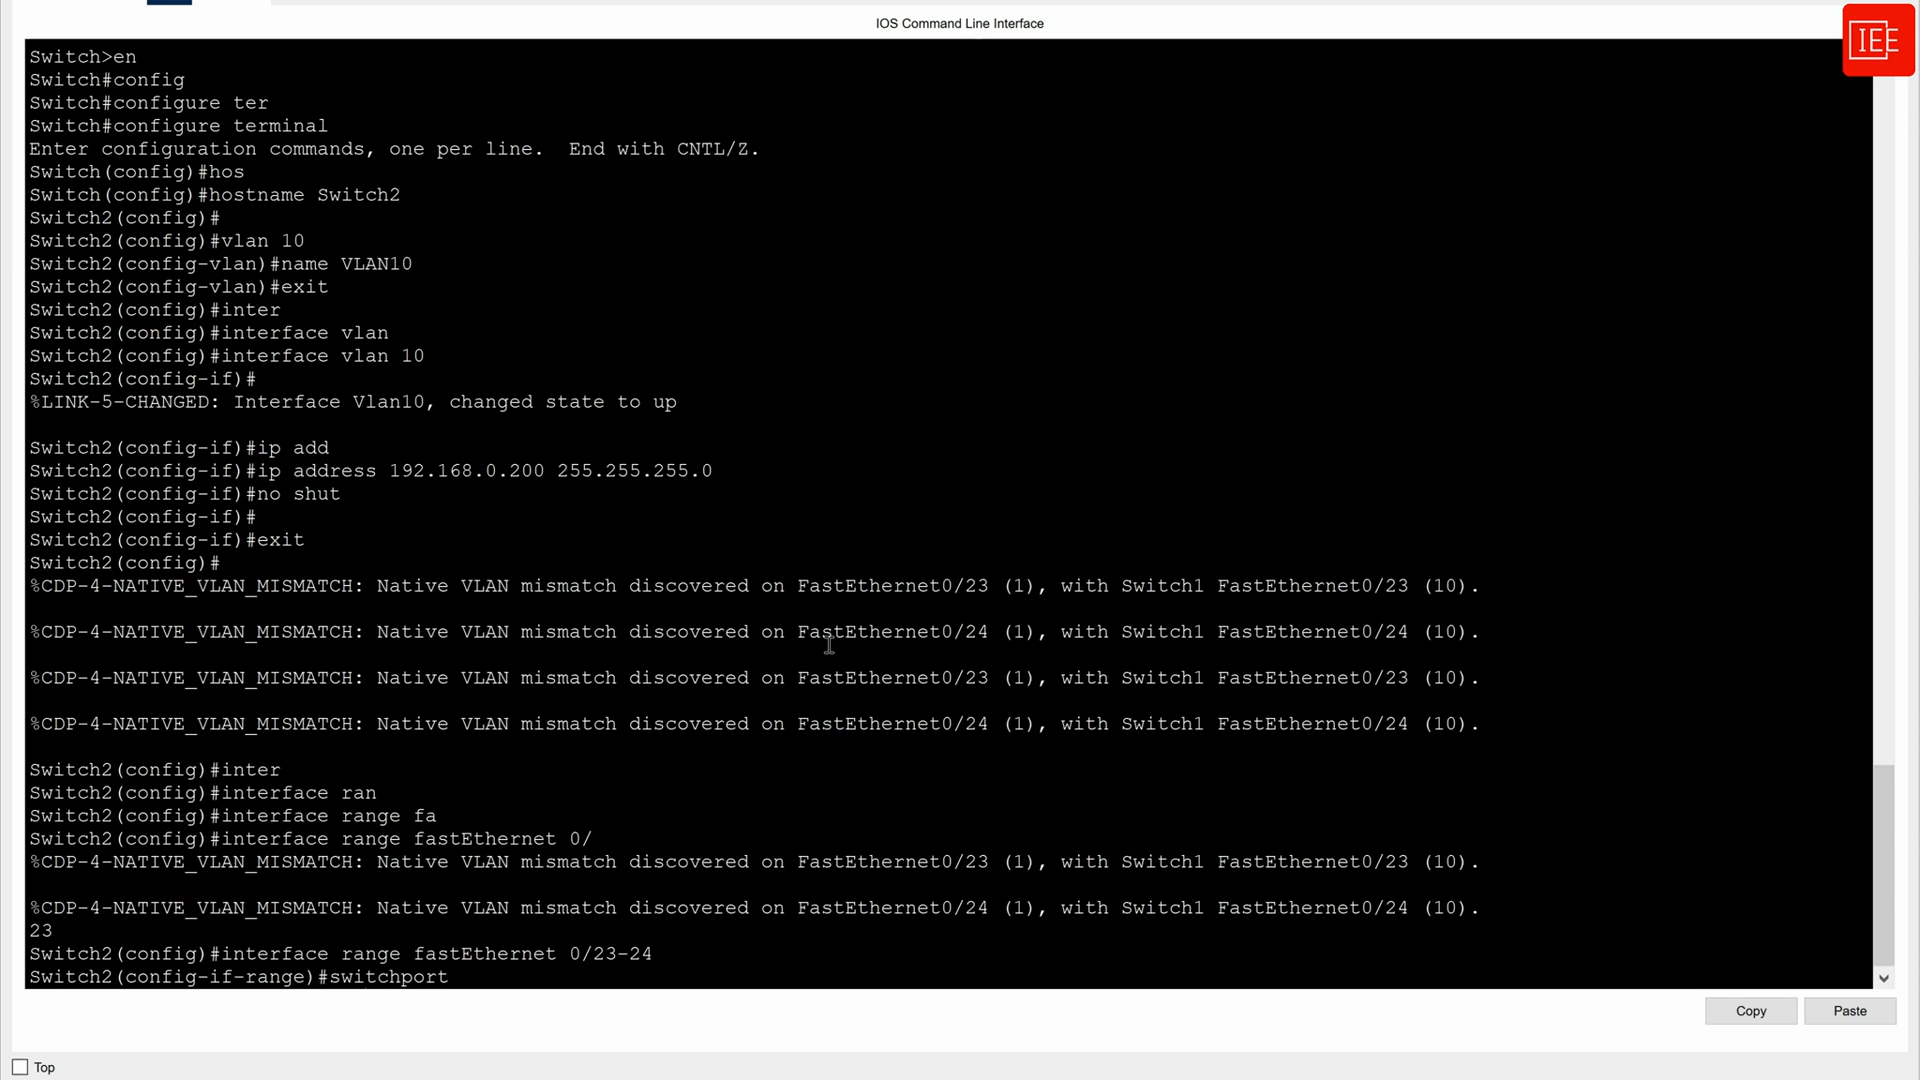 IOS Command Line Interface
IEE
Switch>en
Switch#config
Switch#configure ter
Switch#configure terminal
Enter configuration commands, one per line.  End with CNTL/Z.
Switch(config)#hos
Switch(config)#hostname Switch2
Switch2(config)#
Switch2(config)#vlan 10
Switch2(config-vlan)#name VLAN10
Switch2(config-vlan)#exit
Switch2(config)#inter
Switch2(config)#interface vlan
Switch2(config)#interface vlan 10
Switch2(config-if)#
%LINK-5-CHANGED: Interface Vlan10, changed state to up
Switch2(config-if)#ip add
Switch2(config-if)#ip address 192.168.0.200 255.255.255.0
Switch2(config-if)#no shut
Switch2(config-if)#
Switch2(config-if)#exit
Switch2(config)#
%CDP-4-NATIVE_VLAN_MISMATCH: Native VLAN mismatch discovered on FastEthernet0/23 (1), with Switch1 FastEthernet0/23 (10).
%CDP-4-NATIVE_VLAN_MISMATCH: Native VLAN mismatch discovered on FastEthernet0/24 (1), with Switch1 FastEthernet0/24 (10).
%CDP-4-NATIVE_VLAN_MISMATCH: Native VLAN mismatch discovered on FastEthernet0/23 (1), with Switch1 FastEthernet0/23 (10).
%CDP-4-NATIVE_VLAN_MISMATCH: Native VLAN mismatch discovered on FastEthernet0/24 (1), with Switch1 FastEthernet0/24 (10).
Switch2(config)#inter
Switch2(config)#interface ran
Switch2(config)#interface range fa
Switch2(config)#interface range fastEthernet 0/
%CDP-4-NATIVE_VLAN_MISMATCH: Native VLAN mismatch discovered on FastEthernet0/23 (1), with Switch1 FastEthernet0/23 (10).
%CDP-4-NATIVE_VLAN_MISMATCH: Native VLAN mismatch discovered on FastEthernet0/24 (1), with Switch1 FastEthernet0/24 (10).
23
Switch2(config)#interface range fastEthernet 0/23-24
Switch2(config-if-range)#switchport
Copy
Paste
Top